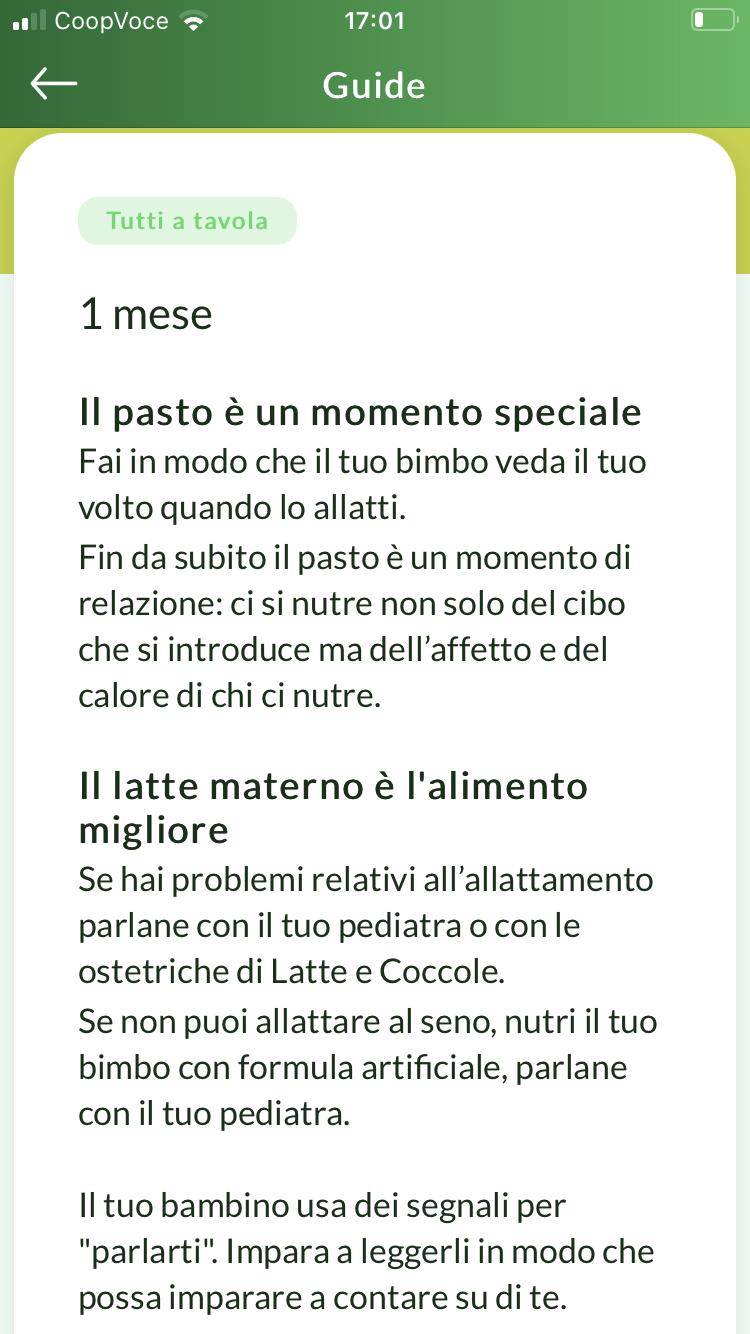 CoopVoce
17:01
Guide
Tutti a tavola
1 mese
Il pasto è un momento speciale
Fai in modo che il tuo bimbo veda il tuo
volto quando lo allatti.
Fin da subito il pasto è un momento di
relazione: ci si nutre non solo del cibo
che si introduce ma dell’affetto e del
calore di chi ci nutre.
Il latte materno è l'alimento
migliore
Se hai problemi relativi all’allattamento
parlane con il tuo pediatra o con le
ostetriche di Latte e Coccole.
Se non puoi allattare al seno, nutri il tuo
bimbo con formula artificiale, parlane
con il tuo pediatra.
Il tuo bambino usa dei segnali per
"parlarti". Impara a leggerli in modo che
possa imparare a contare su di te.